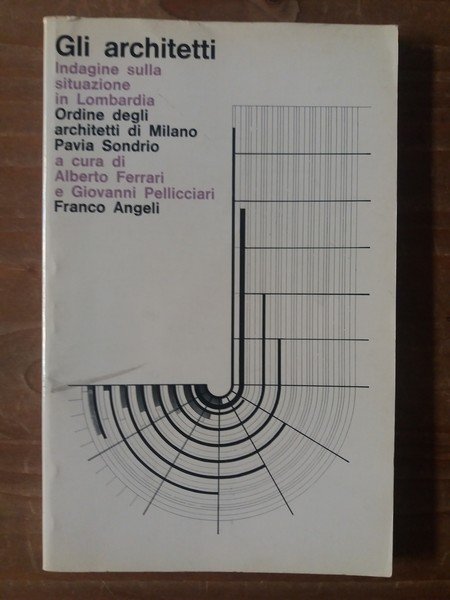 Gli architetti
Indagine sulla
situazione
in Lombardia
Ordine degli
architetti di Milano
Pavia Sondrio
a cura di
Alberto Ferrari
e Giovanni Pellicciari
Franco Angeli